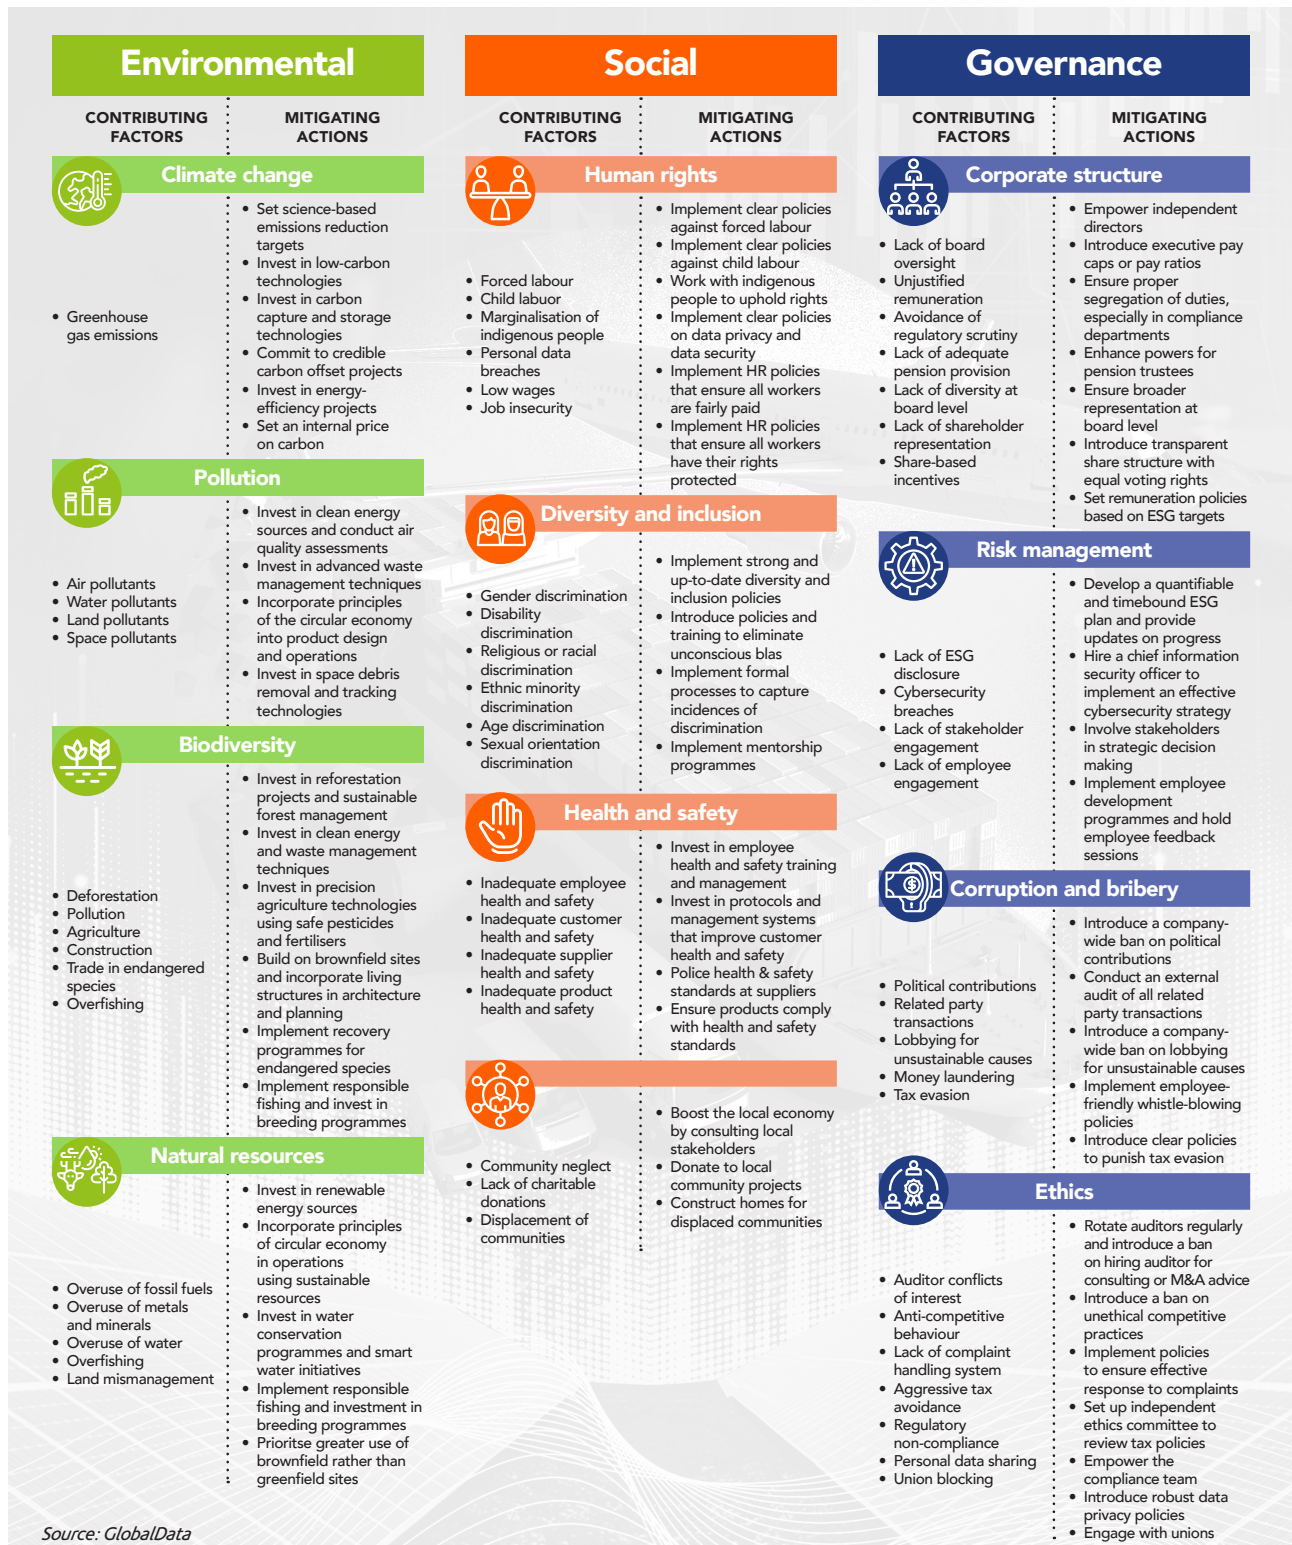 Environmental
CONTRIBUTING
FACTORS
MITIGATING
ACTIONS
Climate change
• Greenhouse
gas emissions
• Set science-based
emissions reduction
targets
• Invest in low-carbon
technologies
• Invest in carbon
capture and storage
technologies
• Commit to credible
carbon offset projects
• Invest in energy-
efficiency projects
• Set an internal price
on carbon
Pollution
• Air pollutants
• Water pollutants
• Land pollutants
• Space pollutants
• Invest in clean energy
sources and conduct air
quality assessments
• Invest in advanced waste
management techniques
• Incorporate principles
of the circular economy
into product design
and operations
• Invest in space debris
removal and tracking
technologies
Biodiversity
• Deforestation
• Pollution
• Agriculture
• Construction
• Trade in endangered
species
• Overfishing
• Invest in reforestation
projects and sustainable
forest management
• Invest in clean energy
and waste management
techniques
• Invest in precision
agriculture technologies
using safe pesticides
and fertilisers
• Build on brownfield sites
and incorporate living
structures in architecture
and planning
• Implement recovery
programmes for
endangered species
• Implement responsible
fishing and invest in
breeding programmes
Natural resources
• Overuse of fossil fuels
• Overuse of metals
and minerals
• Overuse of water
• Overfishing
• Land mismanagement
• Invest in renewable
energy sources
• Incorporate principles
of circular economy
in operations
using sustainable
resources
• Invest in water
conservation
programmes and smart
water initiatives
• Implement responsible
fishing and investment in
breeding programmes
• Prioritse greater use of
brownfield rather than
greenfield sites
Social
CONTRIBUTING
FACTORS
MITIGATING
ACTIONS
Human rights
• Forced labour
• Child labuor
• Marginalisation of
indigenous people
• Personal data
breaches
• Low wages
• Job insecurity
• Implement clear policies
against forced labour
• Implement clear policies
against child labour
• Work with indigenous
people to uphold rights
• Implement clear policies
on data privacy and
data security
• Implement HR policies
that ensure all workers
are fairly paid
• Implement HR policies
that ensure all workers
have their rights
protected
Diversity and inclusion
• Gender discrimination
• Disability
discrimination
• Religious or racial
discrimination
• Ethnic minority
discrimination
• Age discrimination
• Sexual orientation
discrimination
• Implement strong and
up-to-date diversity and
inclusion policies
• Introduce policies and
training to eliminate
unconscious blas
• Implement formal
processes to capture
incidences of
discrimination
• Implement mentorship
programmes
Health and safety
• Inadequate employee
health and safety
• Inadequate customer
health and safety
• Inadequate supplier
health and safety
• Inadequate product
health and safety
• Invest in employee
health and safety training
and management
• Invest in protocols and
management systems
that improve customer
health and safety
• Police health & safety
standards at suppliers
• Ensure products comply
with health and safety
standards
• Community neglect
• Lack of charitable
donations
• Displacement of
communities
• Boost the local economy
by consulting local
stakeholders
• Donate to local
community projects
• Construct homes for
displaced communities
Governance
CONTRIBUTING
FACTORS
MITIGATING
ACTIONS
Corporate structure
• Lack of board
oversight
• Unjustified
remuneration
• Avoidance of
regulatory scrutiny
• Lack of adequate
pension provision
• Lack of diversity at
board level
• Lack of shareholder
representation
• Share-based
incentives
• Empower independent
directors
• Introduce executive pay
caps or pay ratios
• Ensure proper
segregation of duties,
especially in compliance
departments
• Enhance powers for
pension trustees
• Ensure broader
representation at
board level
• Introduce transparent
share structure with
equal voting rights
• Set remuneration policies
based on ESG targets
Risk management
• Lack of ESG
disclosure
• Cybersecurity
breaches
• Lack of stakeholder
engagement
• Lack of employee
engagement
• Develop a quantifiable
and timebound ESG
plan and provide
updates on progress
• Hire a chief information
security officer to
implement an effective
cybersecurity strategy
• Involve stakeholders
in strategic decision
making
• Implement employee
development
programmes and hold
employee feedback
sessions
Corruption and bribery
• Political contributions
• Related party
transactions
• Lobbying for
unsustainable causes
• Money laundering
• Tax evasion
• Introduce a company-
wide ban on political
contributions
• Conduct an external
audit of all related
party transactions
• Introduce a company-
wide ban on lobbying
for unsustainable causes
• Implement employee-
friendly whistle-blowing
policies
• Introduce clear policies
to punish tax evasion
Ethics
• Auditor conflicts
of interest
• Anti-competitive
behaviour
• Lack of complaint
handling system
• Aggressive tax
avoidance
• Regulatory
non-compliance
• Personal data sharing
• Union blocking
• Rotate auditors regularly
and introduce a ban
on hiring auditor for
consulting or M&A advice
• Introduce a ban on
unethical competitive
practices
• Implement policies
to ensure effective
response to complaints
• Set up independent
ethics committee to
review tax policies
• Empower the
compliance team
• Introduce robust data
privacy policies
• Engage with unions
Source: GlobalData